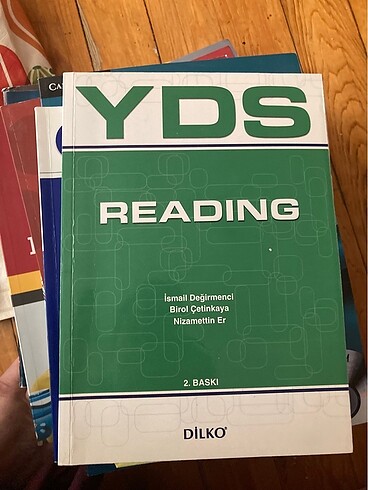 YDS
READING
İsmail Değirmenci
Birol Çetinkaya
Nizamettin Er
2. BASKI
DİLKO